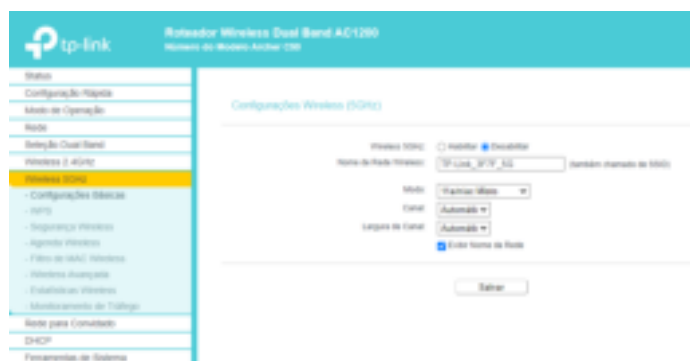 tp-link
Roteador Wireless Dual Band AC1200
Número do Modelo Archer C50
Status
Configuração Rápida
Modo de Operação
Rede
Seleção Dual Band
Wireless 2.4GHz
Wireless 5GHz
- Configurações Básicas
- WPS
- Segurança Wireless
- Agenda Wireless
- Filtro de MAC Wireless
- Wireless Avançada
- Estatísticas Wireless
- Monitoramento de Tráfego
Rede para Convidado
DHCP
Ferramentas de Sistema
Configurações Wireless (5GHz)
Wireless 5GHz: Habilitar Desabilitar
Nome da Rede Wireless: (também chamado de SSID)
Modo:
Canal: Automátic
Largura de Canal: Automátic
Exibir Nome da Rede
Salvar